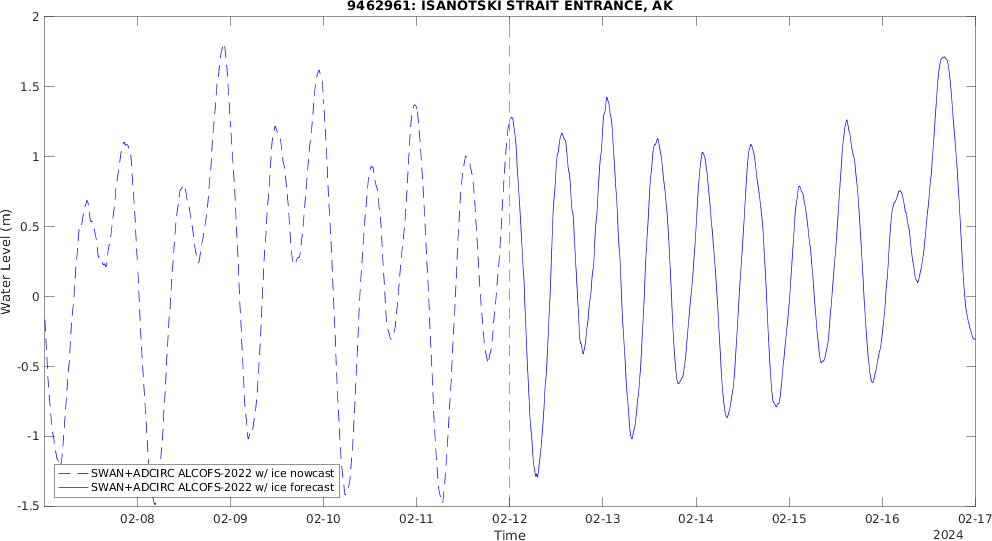 9462961: ISANOTSKI STRAIT ENTRANCE, AK
2
1.5
1
0.5
0
-0.5
-1
-1.5
Water Level (m)
SWAN+ADCIRC ALCOFS-2022 w/ ice nowcast
SWAN+ADCIRC ALCOFS-2022 w/ ice forecast
02-08 02-09 02-10 02-11 02-12 02-13 02-14 02-15 02-16 02-17
Time
2024